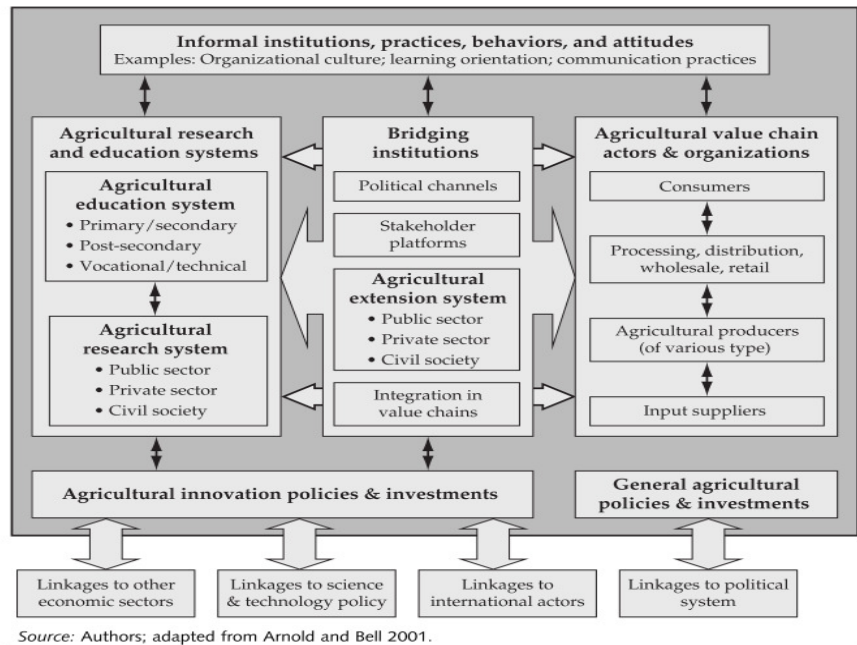 Informal institutions, practices, behaviors, and attitudes
Examples: Organizational culture; learning orientation; communication practices
Agricultural research
and education systems
Agricultural
education system
• Primary/secondary
• Post-secondary
• Vocational/technical
Agricultural
research system
• Public sector
• Private sector
• Civil society
Bridging
institutions
Political channels
Stakeholder
platforms
Agricultural
extension system
• Public sector
• Private sector
• Civil society
Integration in
value chains
Agricultural value chain
actors & organizations
Consumers
Processing, distribution,
wholesale, retail
Agricultural producers
(of various type)
Input suppliers
Agricultural innovation policies & investments
General agricultural
policies & investments
Linkages to other
economic sectors
Linkages to science
& technology policy
Linkages to
international actors
Linkages to political
system
Source: Authors; adapted from Arnold and Bell 2001.